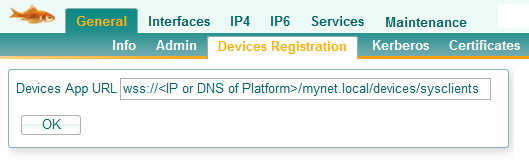 General Interfaces IP4 IP6 Services Maintenance
Info Admin Devices Registration Kerberos Certificates
Devices App URL wss://<IP or DNS of Platform>/mynet.local/devices/sysclients
OK